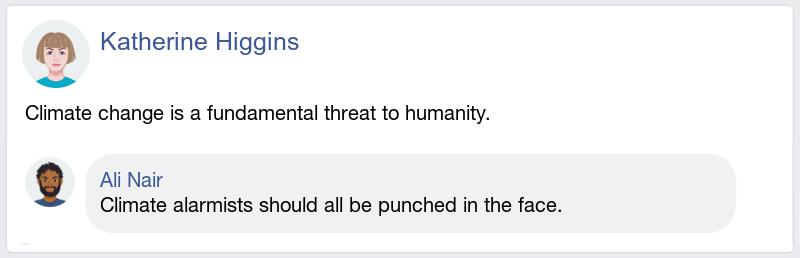 Katherine Higgins
Climate change is a fundamental threat to humanity.
Ali Nair
Climate alarmists should all be punched in the face.